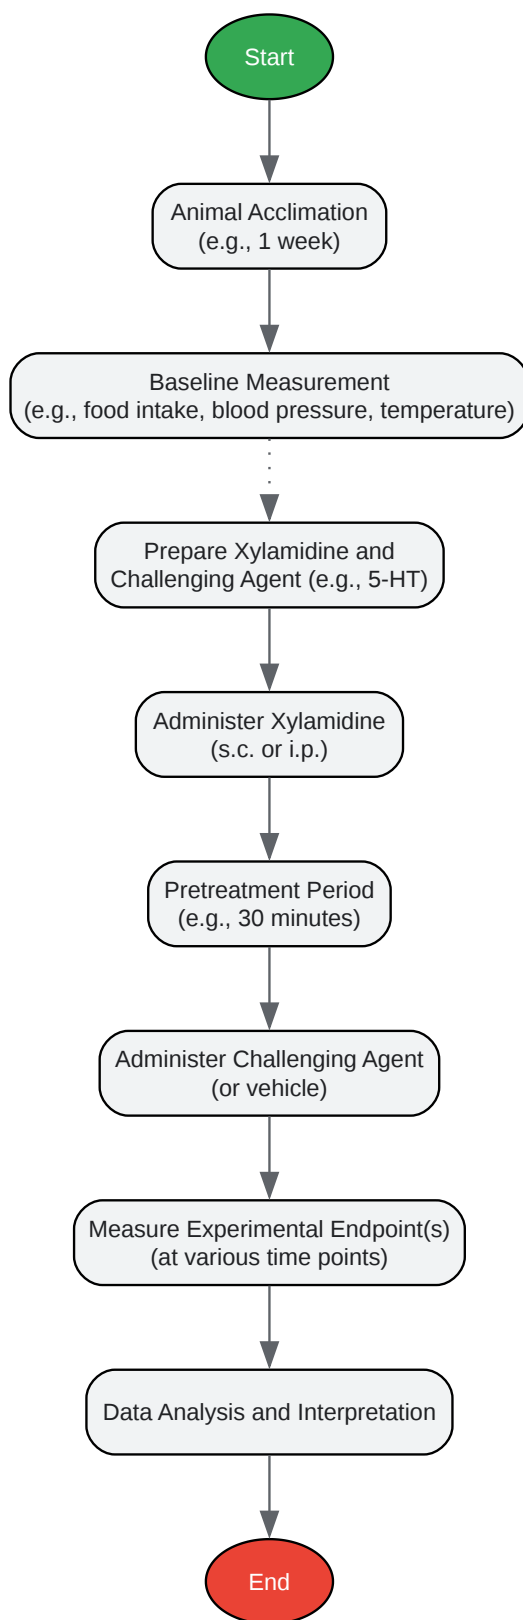 Start
Animal Acclimation
(e.g., 1 week)
Baseline Measurement
(e.g., food intake, blood pressure, temperature)
Prepare Xylamidine and
Challenging Agent (e.g., 5-HT)
Administer Xylamidine
(s.c. or i.p.)
Pretreatment Period
(e.g., 30 minutes)
Administer Challenging Agent
(or vehicle)
Measure Experimental Endpoint(s)
(at various time points)
Data Analysis and Interpretation
End